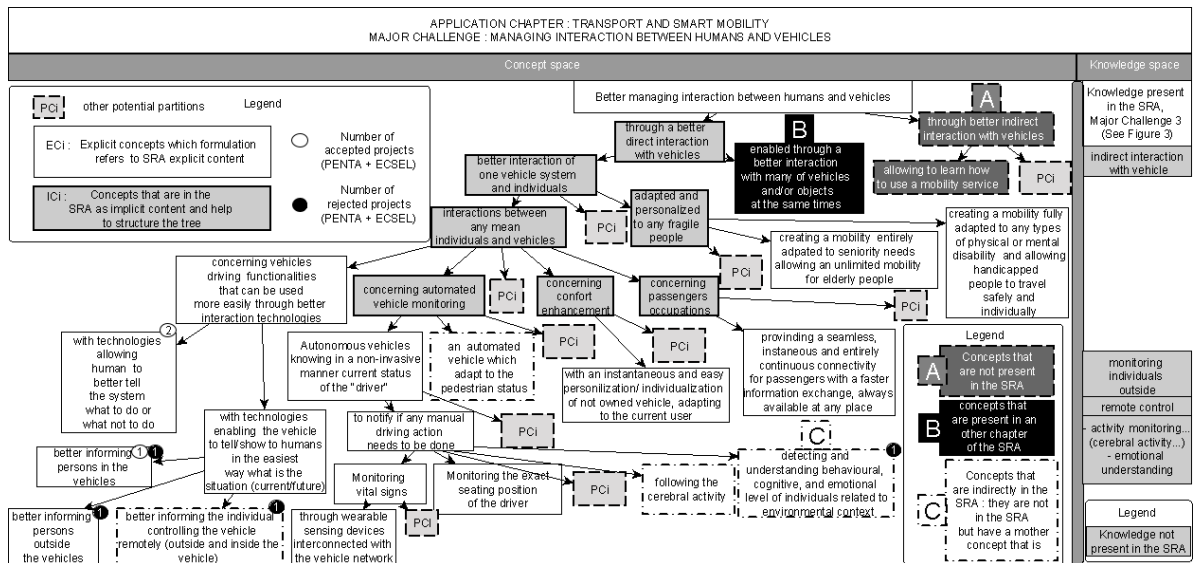 APPLICATION CHAPTER : TRANSPORT AND SMART MOBILITY
MAJOR CHALLENGE : MANAGING INTERACTION BETWEEN HUMANS AND VEHICLES
Concept space
Knowledge space
PCi
other potential partitions
Legend
ECi : Explicit concepts which formulation
refers to SRA explicit content
Number of
accepted projects
(PENTA + ECSEL)
ICi : Concepts that are in the
SRA as implicit content and help
to structure the tree
Number of
rejected projects
(PENTA + ECSEL)
Better managing interaction between humans and vehicles
A
through better indirect
interaction with vehicles
through a better
direct interaction
with vehicles
B
enabled through a
better interaction
with many of vehicles
and/or objects
at the same times
allowing to learn how
to use a mobility service
PCi
better interaction of
one vehicle system
and individuals
interactions between
any mean
individuals and vehicles
PCi
adapted and
personalized
to any fragile
people
PCi
creating a mobility entirely
adpated to seniority needs
allowing an unlimited mobility
for elderly people
creating a mobility fully
adapted to any types
of physical or mental
disability and allowing
handicapped
people to travel
safely and
individually
concerning vehicles
driving functionalities
that can be used
more easily through better
interaction technologies
concerning automated
vehicle monitoring
PCi
concerning
confort
enhancement
concerning
passengers
occupations
PCi
2
with technologies
allowing
human to
better tell
the system
what to do or
what not to do
Autonomous vehicles
knowing in a non-invasive
manner current status
of the "driver"
an automated
vehicle which
adapt to the
pedestrian status
PCi
PCi
with an instantaneous and easy
personilization/ individualization
of not owned vehicle, adapting
to the current user
provinding a seamless,
instaneous and entirely
continuous connectivity
for passengers with a faster
information exchange, always
available at any place
with technologies
enabling the vehicle
to tell/show to humans
in the easiest
way what is the
situation (current/future)
to notify if any manual
driving action
needs to be done
PCi
1
1
better informing
persons in the
vehicles
1
better informing
persons
outside
the vehicles
1
better informing the individual
controlling the vehicle
remotely (outside and inside the
vehicle)
Monitoring
vital signs
through wearable
sensing devices
interconnected with
the vehicle network
PCi
Monitoring the exact
seating position
of the driver
PCi
following the
cerebral activity
C
1
detecting and
understanding behavioural,
cognitive, and emotional
level of individuals related to
environmental context
Legend
A
Concepts that
are not present
in the SRA
B
concepts that
are present in an
other chapter
of the SRA
C
Concepts that
are indirectly in the
SRA : they are not
in the SRA
but have a mother
concept that is
Knowledge present
in the SRA,
Major Challenge 3
(See Figure 3)
indirect interaction
with vehicle
monitoring
individuals
outside
remote control
- activity monitoring...
(cerebral activity...)
- emotional
understanding
Legend
Knowledge not
present in the SRA